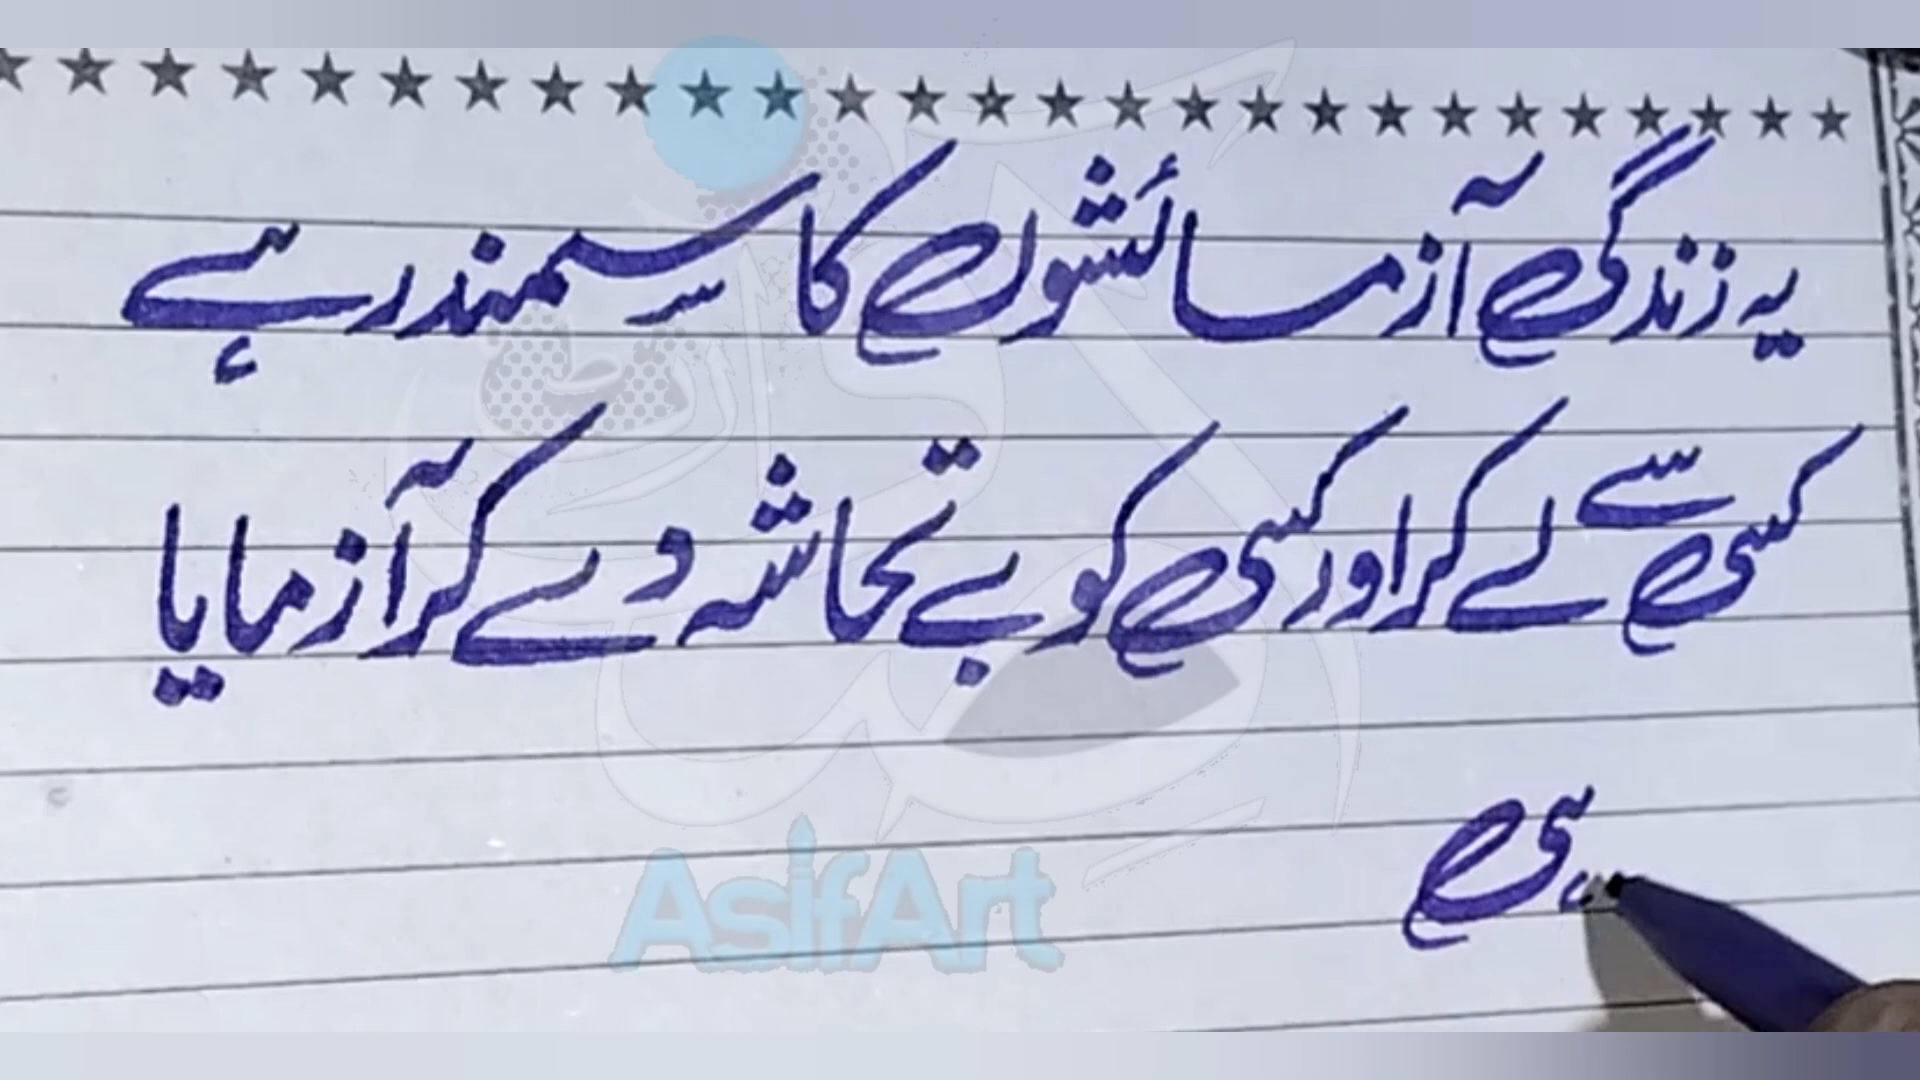 یہ زندگی آزمائشوں کا سمندر ہے
کسی سے لے کر اور کسی کو بے تحاشہ دے کر آزمایا
ہی
AsifArt